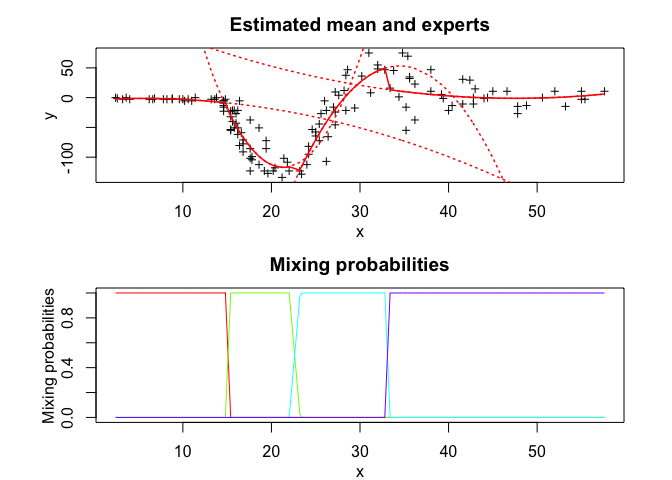 Estimated mean and experts
50
0
-100
y
10 20 30 40 50
x
Mixing probabilities
0.8
0.4
0.0
Mixing probabilities
10 20 30 40 50
x